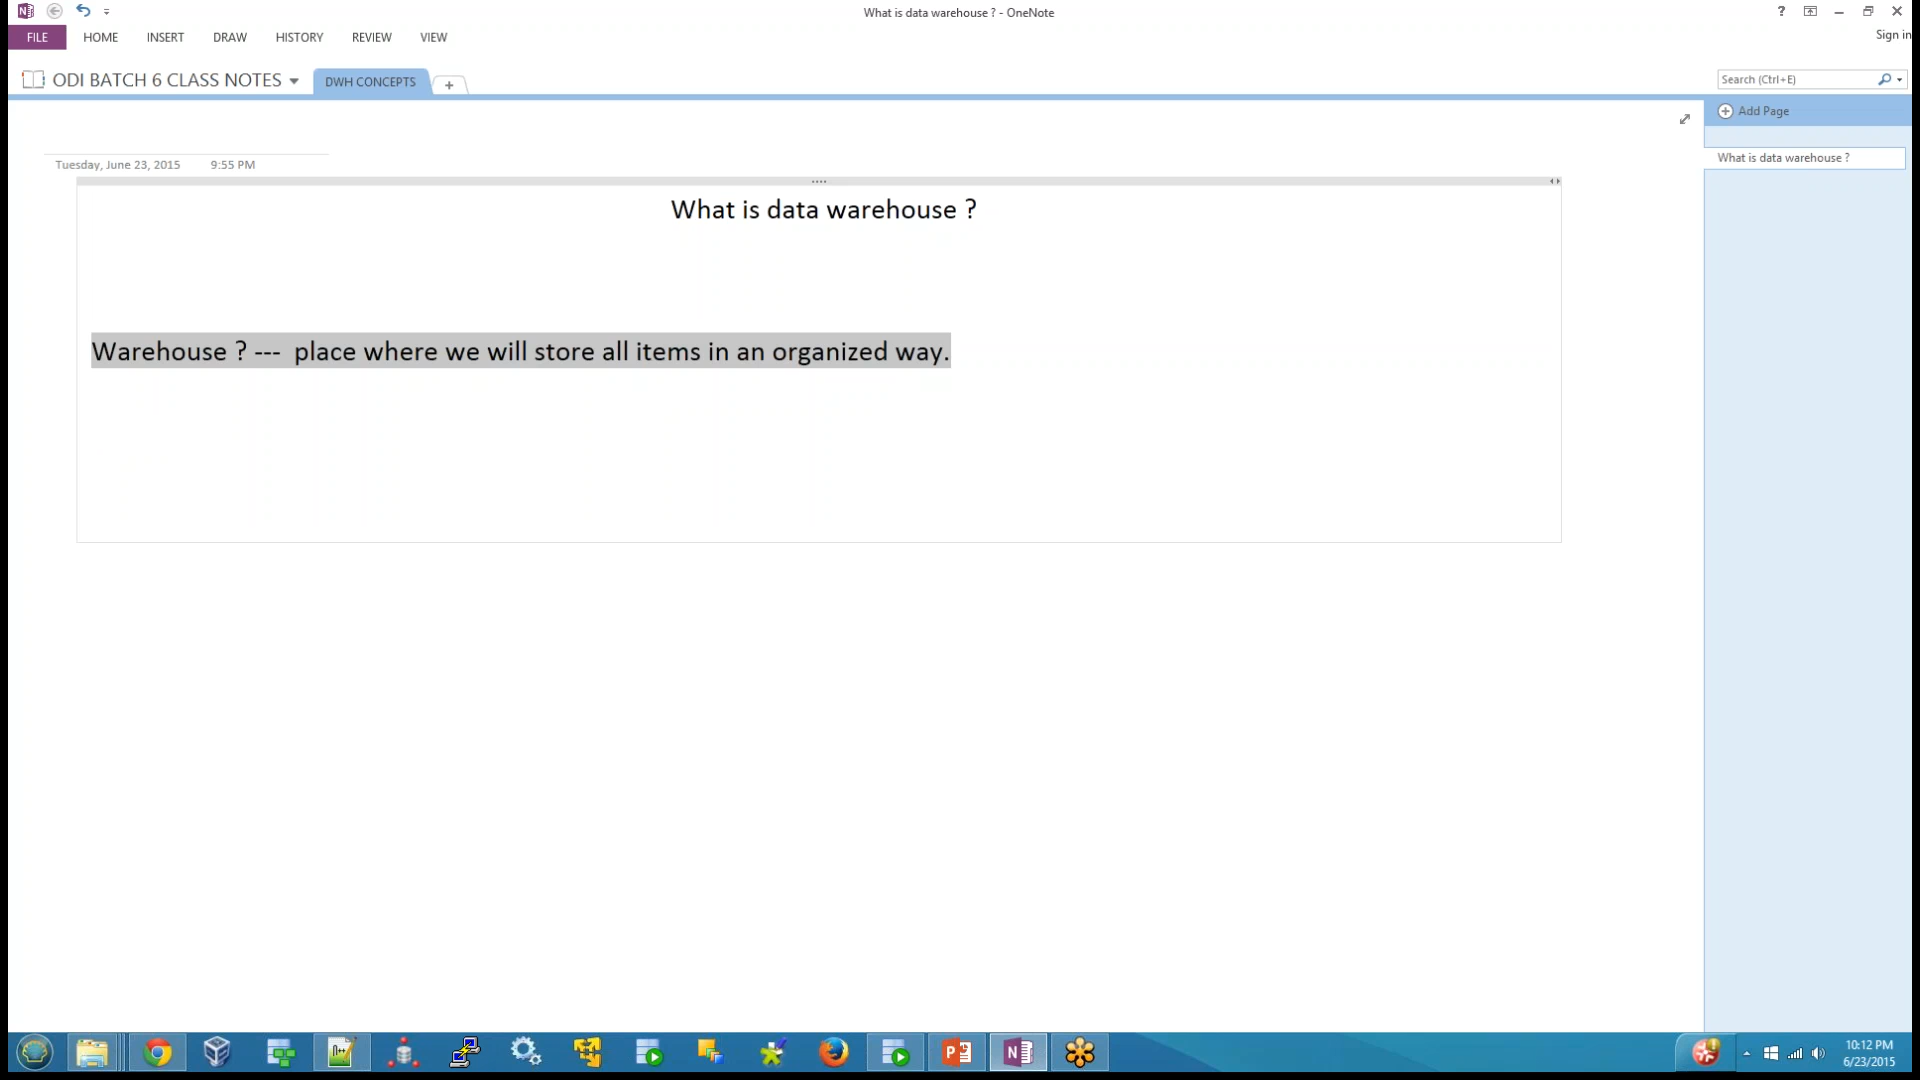 What is data warehouse ? - OneNote
?
FILE HOME INSERT DRAW HISTORY REVIEW VIEW
Sign in
ODI BATCH 6 CLASS NOTES DWH CONCEPTS +
Search (Ctrl+E)
Add Page
What is data warehouse ?
Tuesday, June 23, 2015 9:55 PM
What is data warehouse ?
Warehouse ? --- place where we will store all items in an organized way.
10:12 PM
6/23/2015